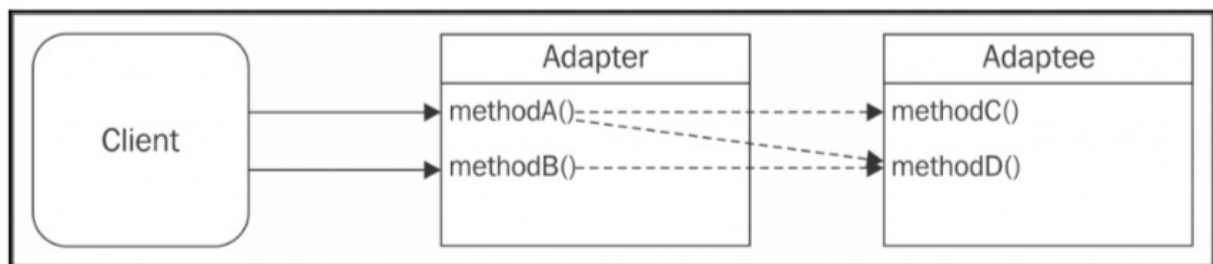 Client
Adapter
methodA()
methodB()
Adaptee
methodC()
methodD()